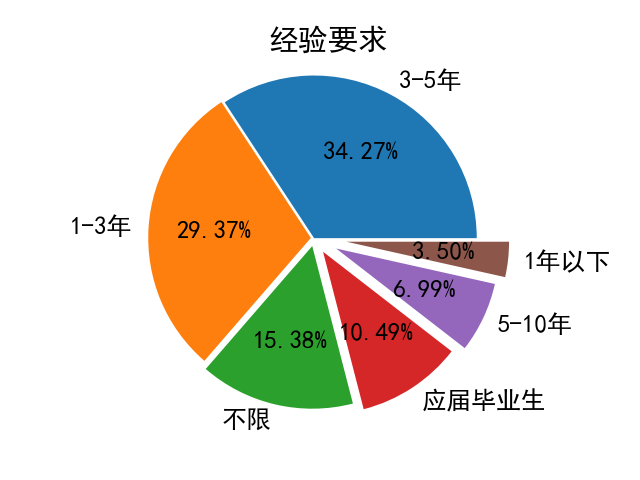 经验要求
3-5年
34.27%
1-3年
29.37%
15.38%
不限
10.49%
应届毕业生
6.99%
5-10年
3.50%
1年以下